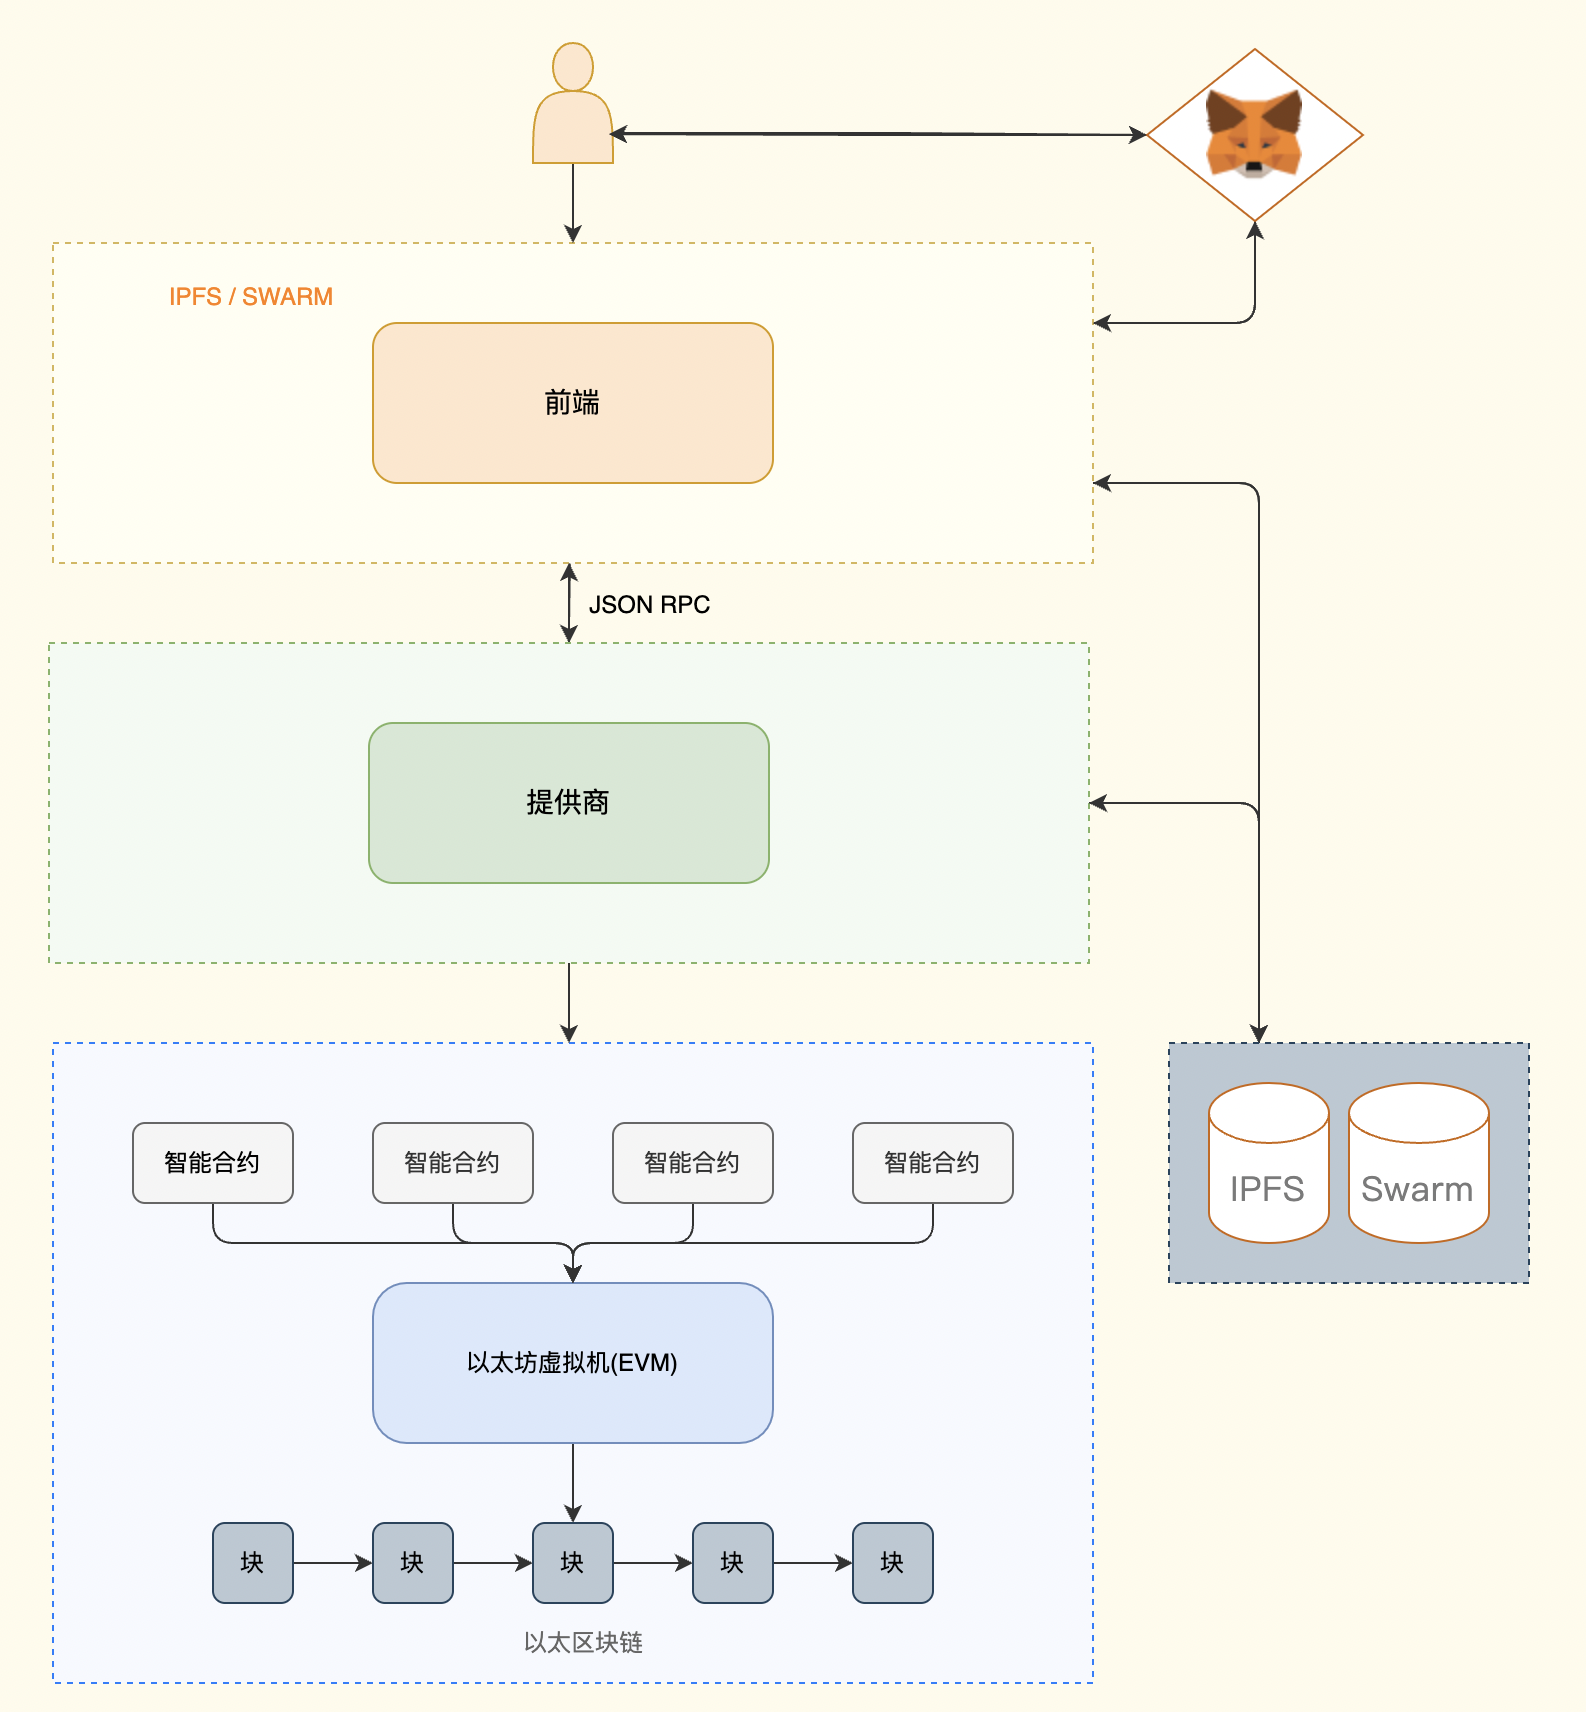 IPFS / SWARM
前端
JSON RPC
提供商
智能合约
智能合约
智能合约
智能合约
IPFS
Swarm
以太坊虚拟机(EVM)
块
块
块
块
块
以太区块链